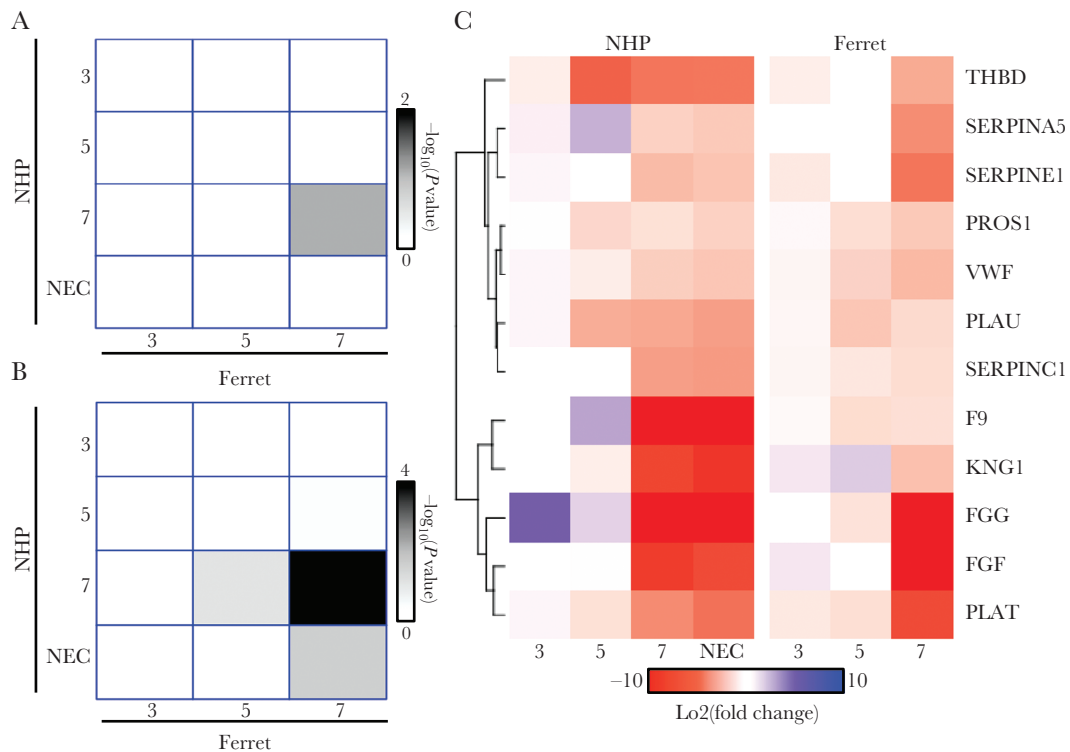 A
NHP
3
5
7
NEC
3
5
7
Ferret
2
0
−log10(P value)
B
NHP
3
5
7
NEC
3
5
7
Ferret
4
0
−log10(P value)
C
NHP
Ferret
THBD
SERPINA5
SERPINE1
PROS1
VWF
PLAU
SERPINC1
F9
KNG1
FGG
FGF
PLAT
3 5 7 NEC 3 5 7
−10 10
Lo2(fold change)